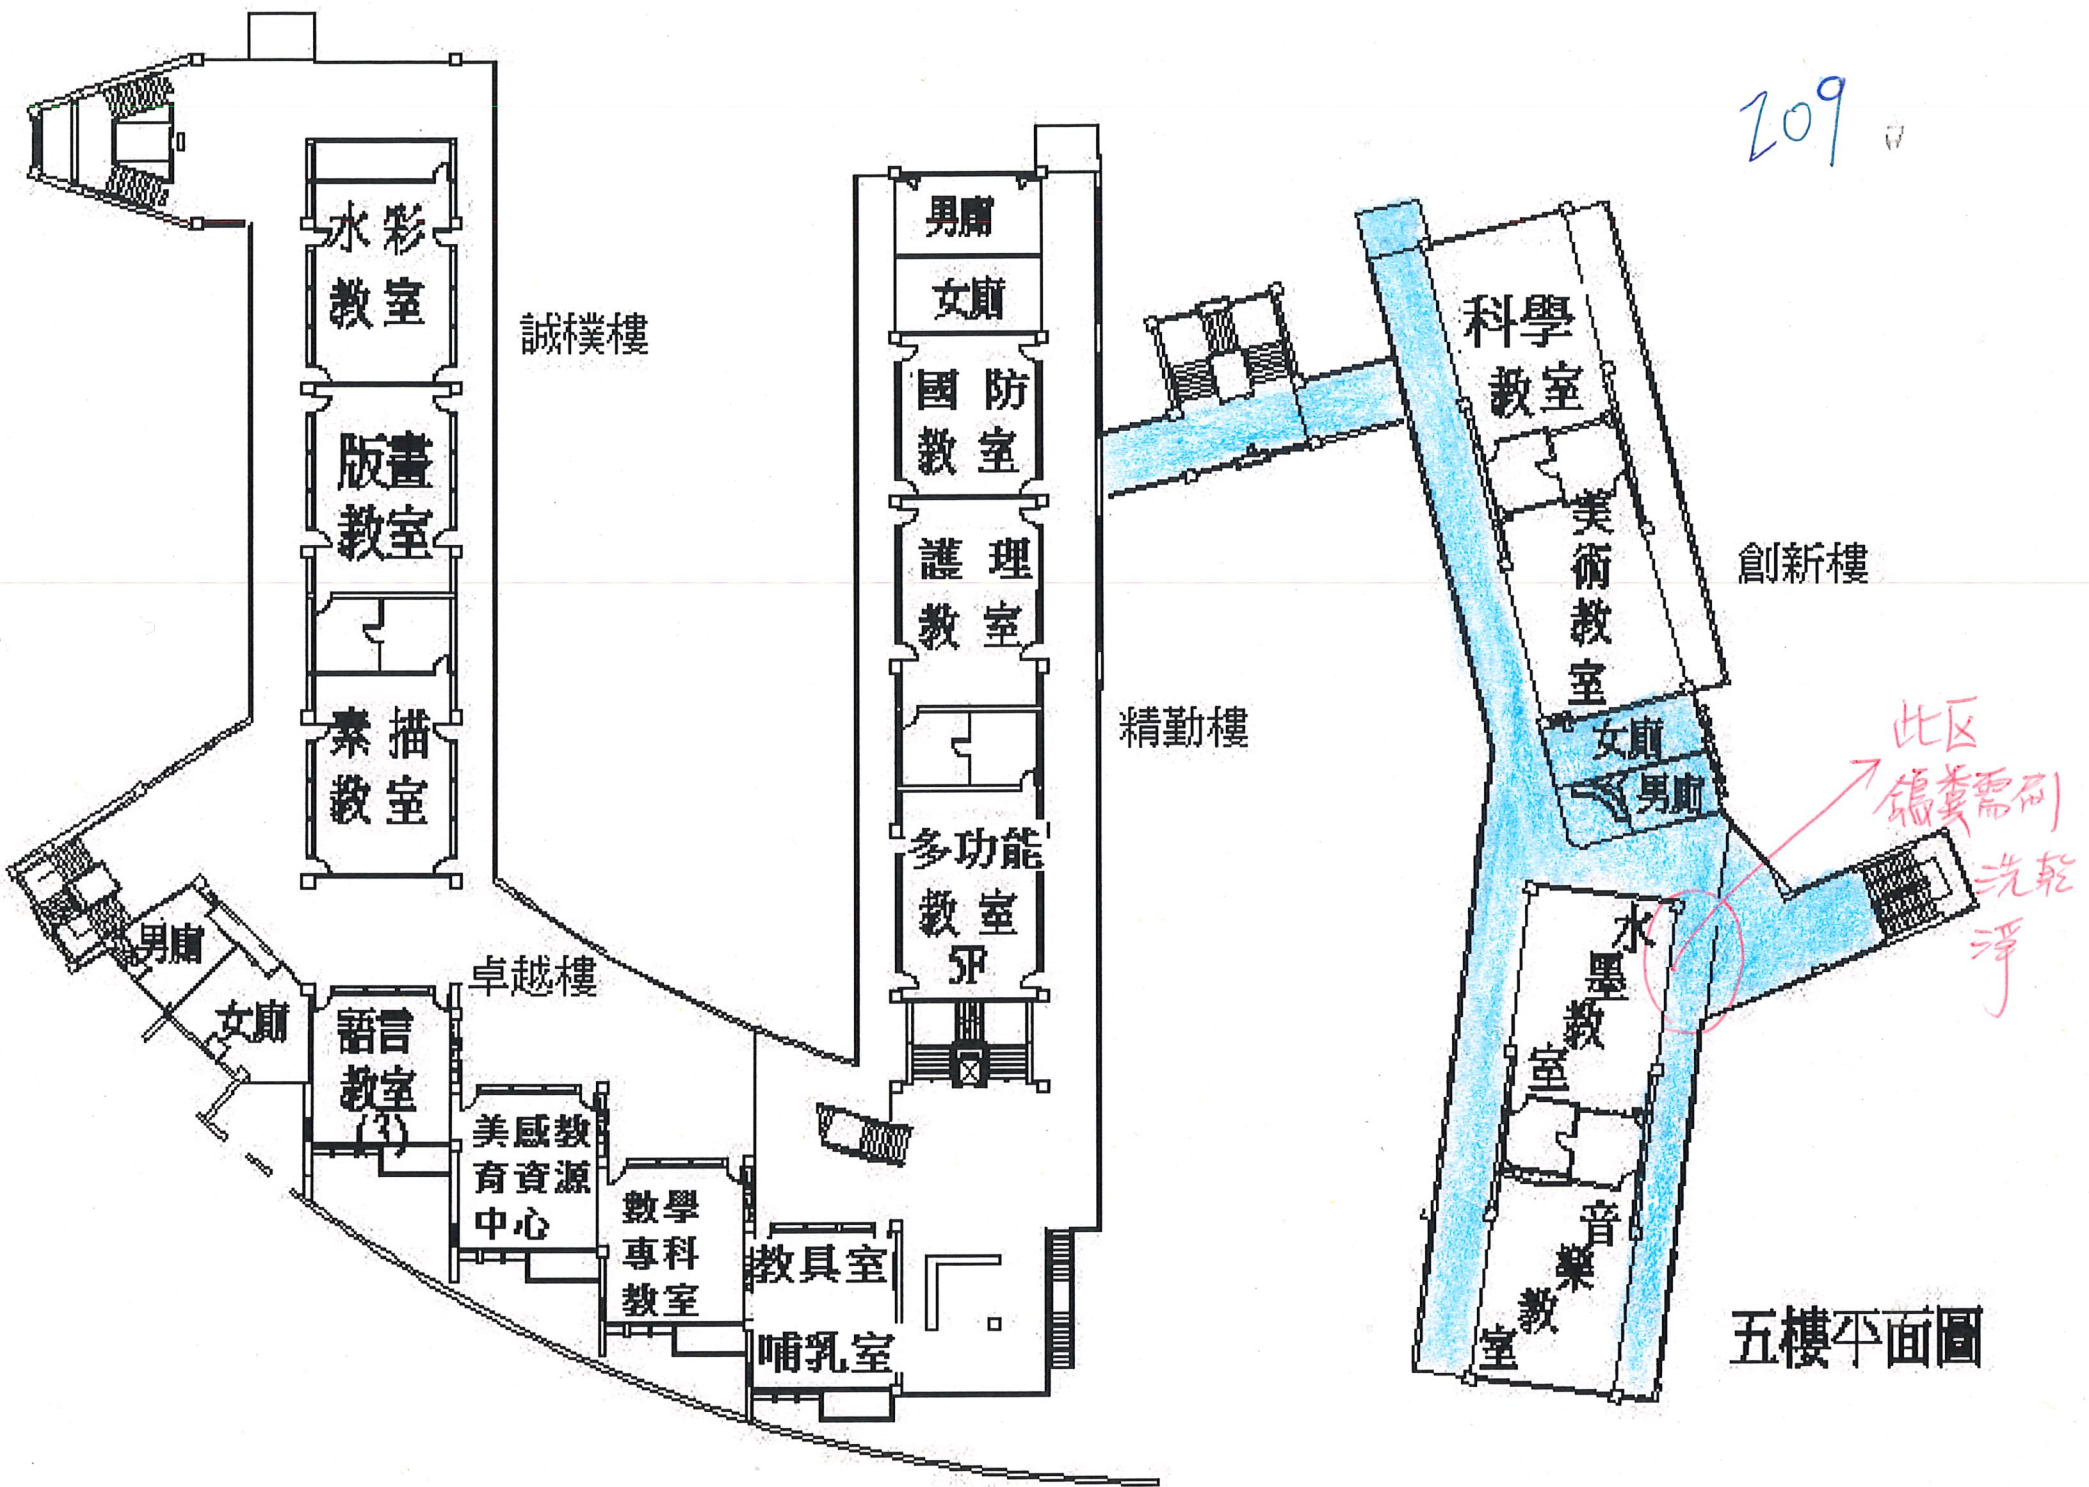 209
水彩
教室
版畫
教室
素描
教室
誠樸樓
男廁
女廁
國防
教室
護理
教室
多功能
教室
5F
精勤樓
科學
教室
美術教室
女廁
男廁
創新樓
此区
鴿糞需刷
洗乾
淨
水墨教室
音樂教室
男廁
女廁
卓越樓
語言
教室
(3)
美感教
育資源
中心
數學
專科
教室
教具室
哺乳室
五樓平面圖